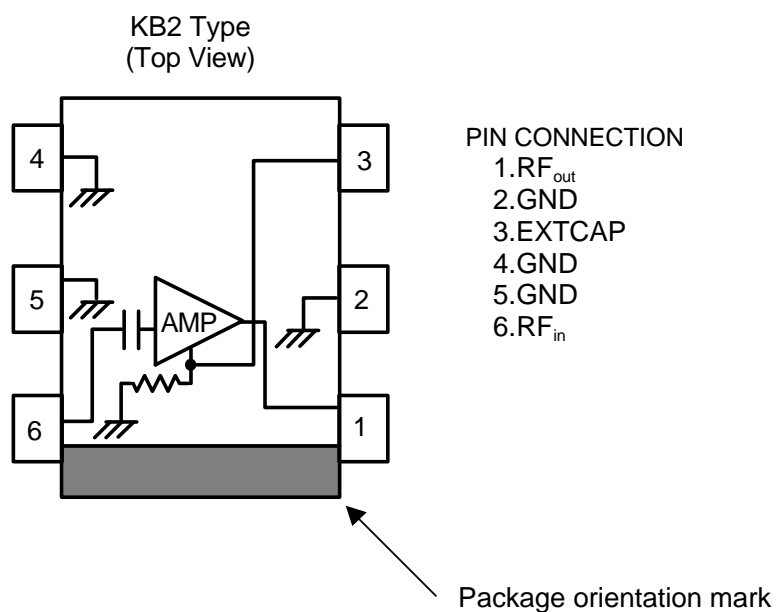 KB2 Type
(Top View)
4
3
5
2
AMP
6
1
PIN CONNECTION
1.RFout
2.GND
3.EXTCAP
4.GND
5.GND
6.RFin
Package orientation mark